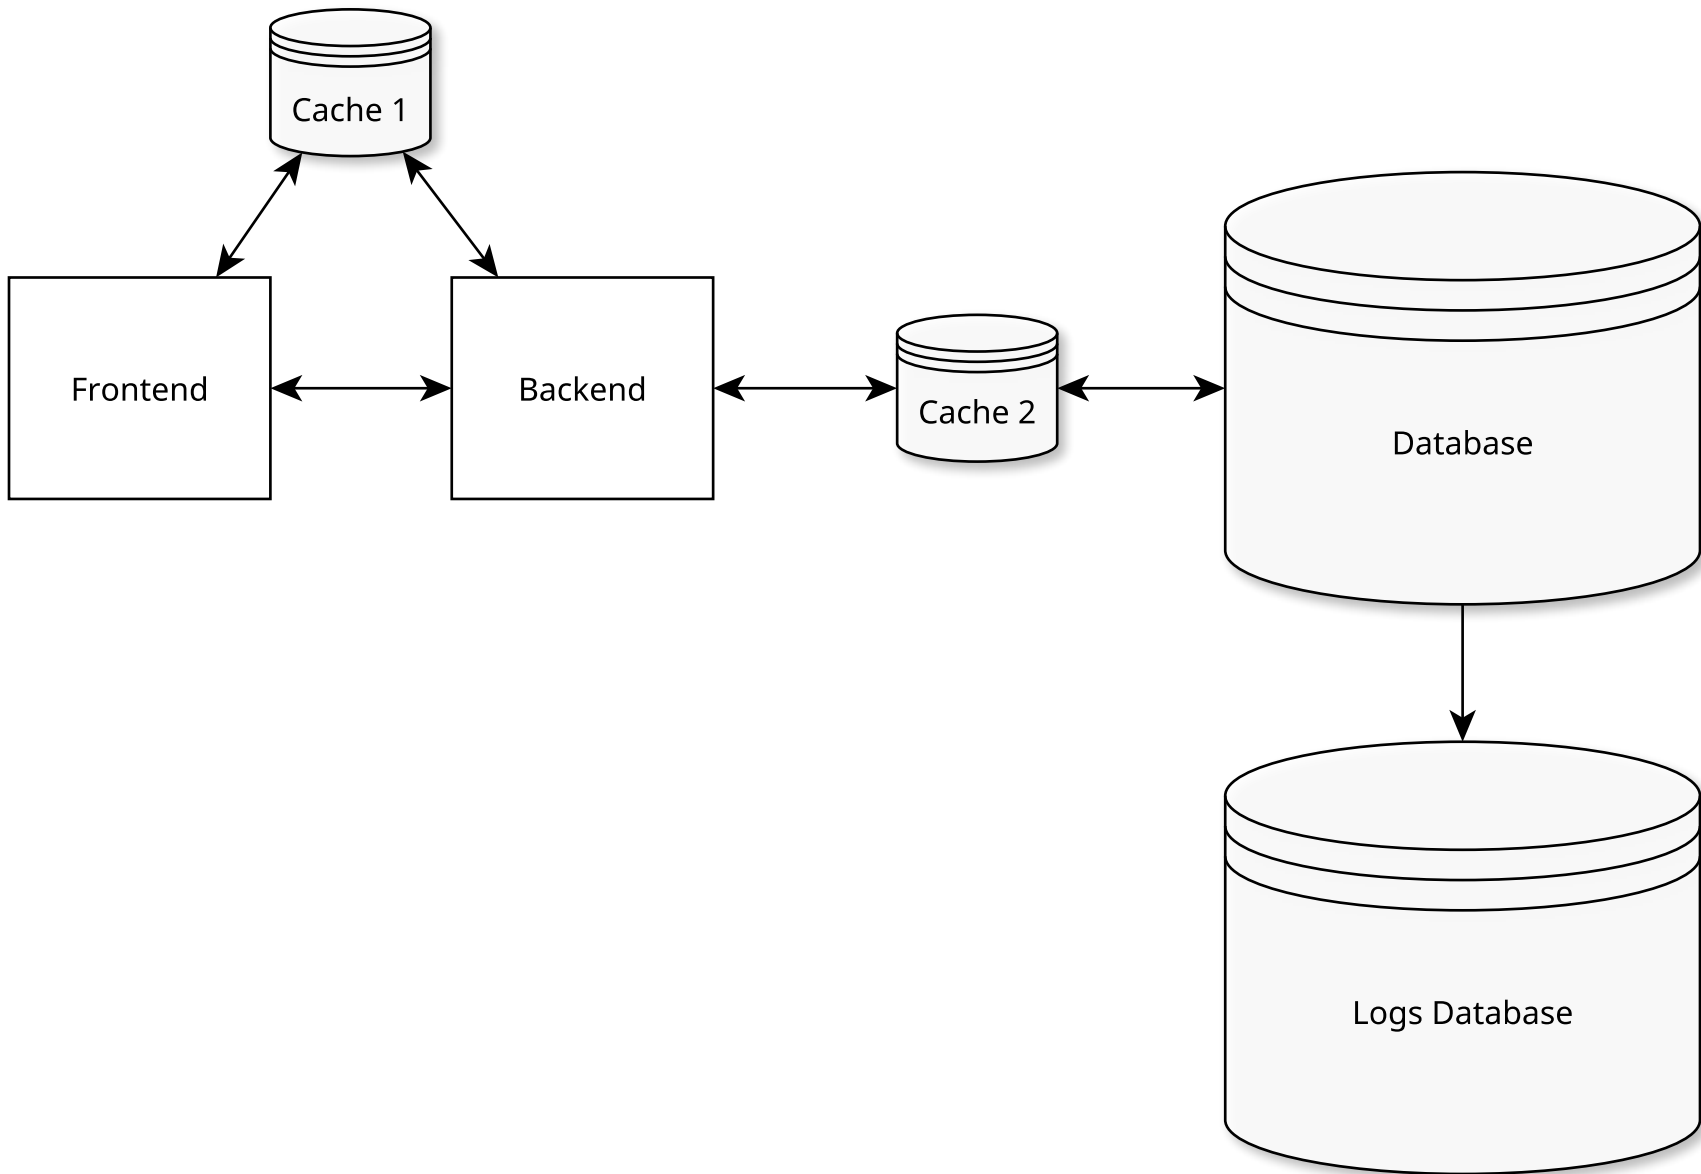 Cache 1
Frontend
Backend
Cache 2
Database
Logs Database